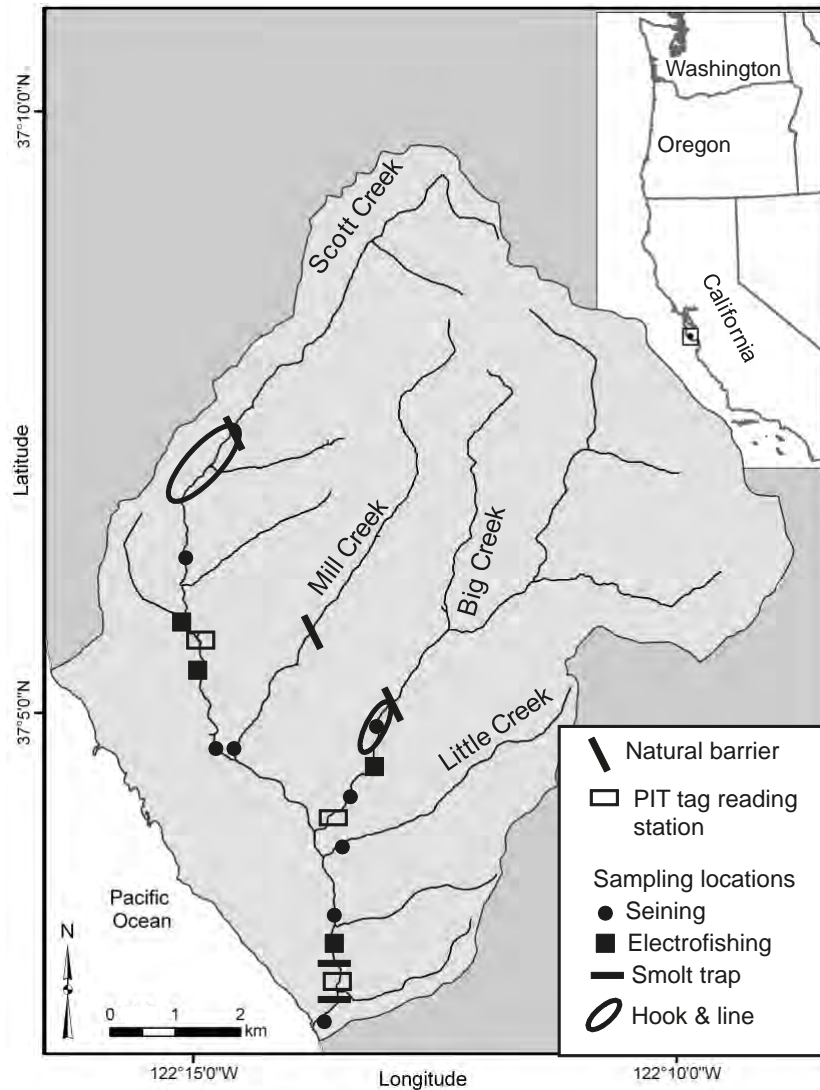 37°10'0"N
Latitude
37°5'0"N
Washington
Oregon
California
Scott Creek
Mill Creek
Big Creek
Little Creek
Pacific
Ocean
N
0 1 2
km
Natural barrier
PIT tag reading
station
Sampling locations
Seining
Electrofishing
Smolt trap
Hook & line
122°15'0"W
Longitude
122°10'0"W